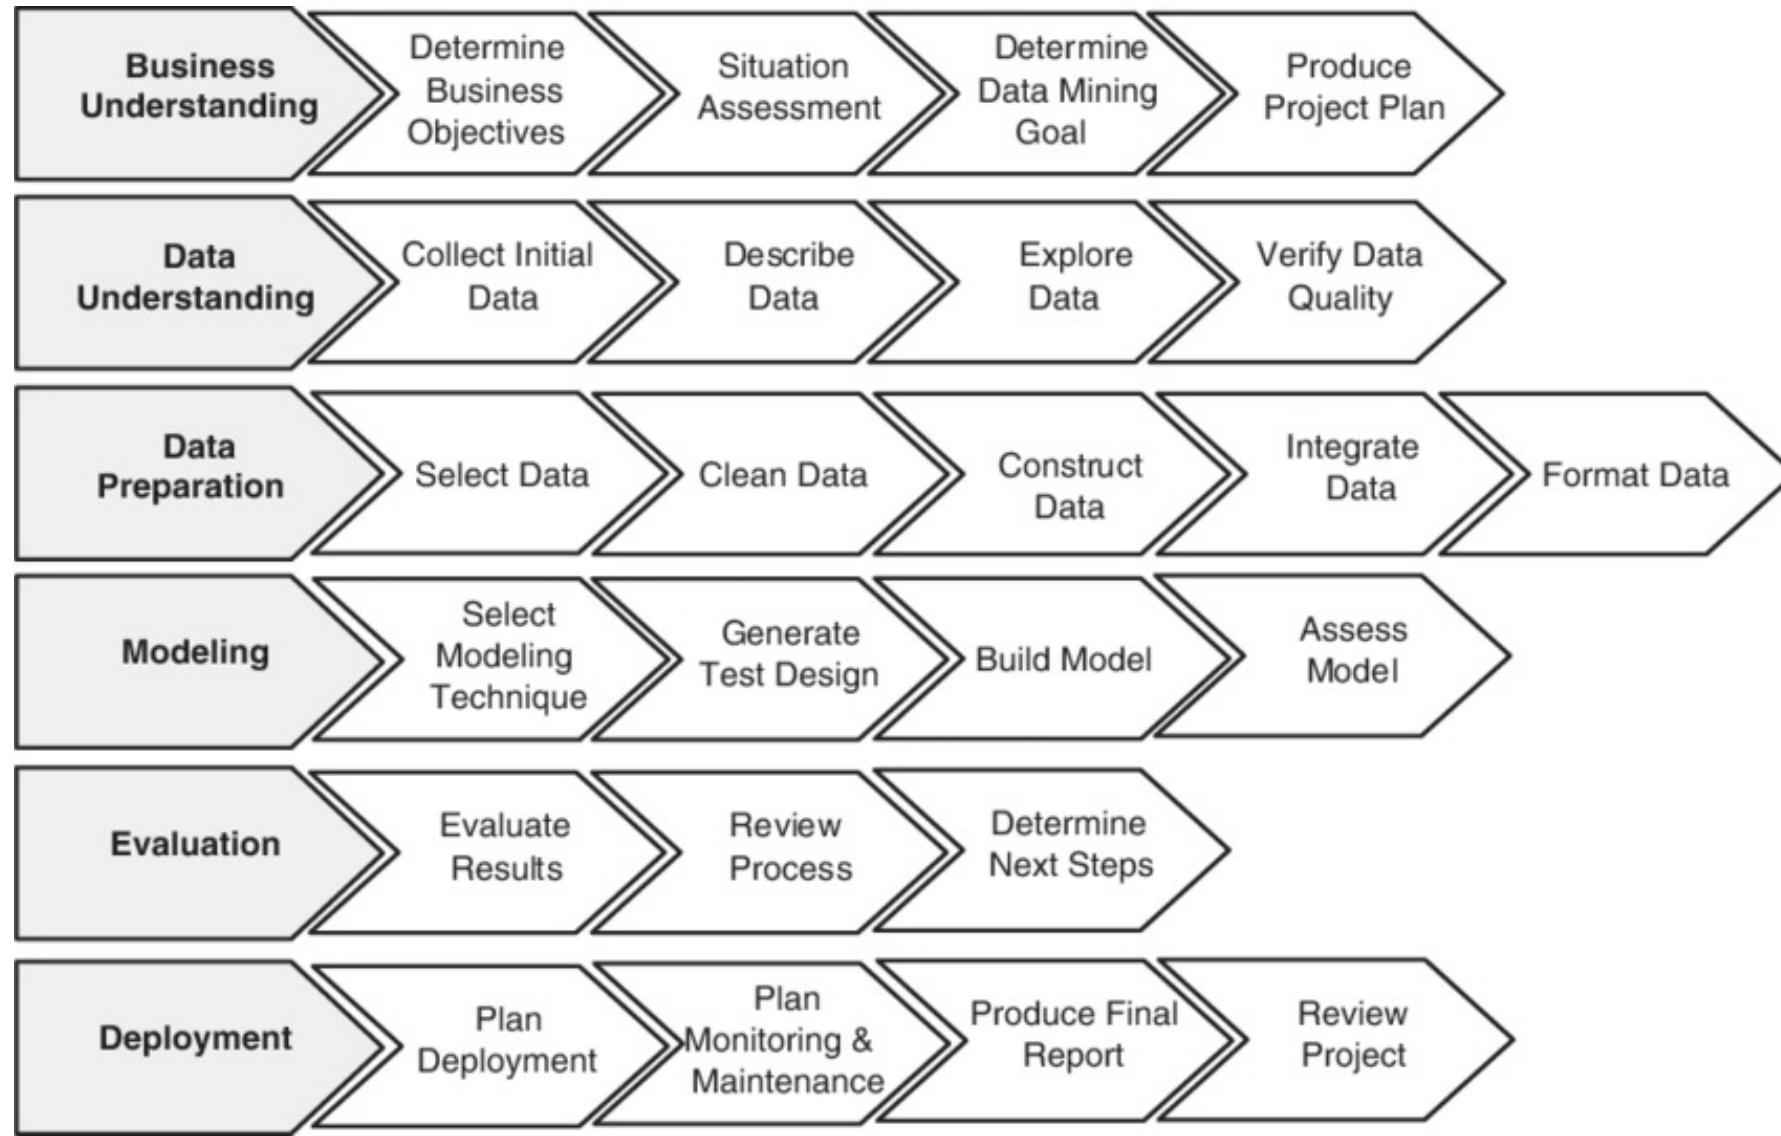 Business
Understanding
Determine
Business
Objectives
Situation
Assessment
Determine
Data Mining
Goal
Produce
Project Plan
Data
Understanding
Collect Initial
Data
Describe
Data
Explore
Data
Verify Data
Quality
Data
Preparation
Select Data
Clean Data
Construct
Data
Integrate
Data
Format Data
Modeling
Select
Modeling
Technique
Generate
Test Design
Build Model
Assess
Model
Evaluation
Evaluate
Results
Review
Process
Determine
Next Steps
Deployment
Plan
Deployment
Plan
Monitoring &
Maintenance
Produce Final
Report
Review
Project